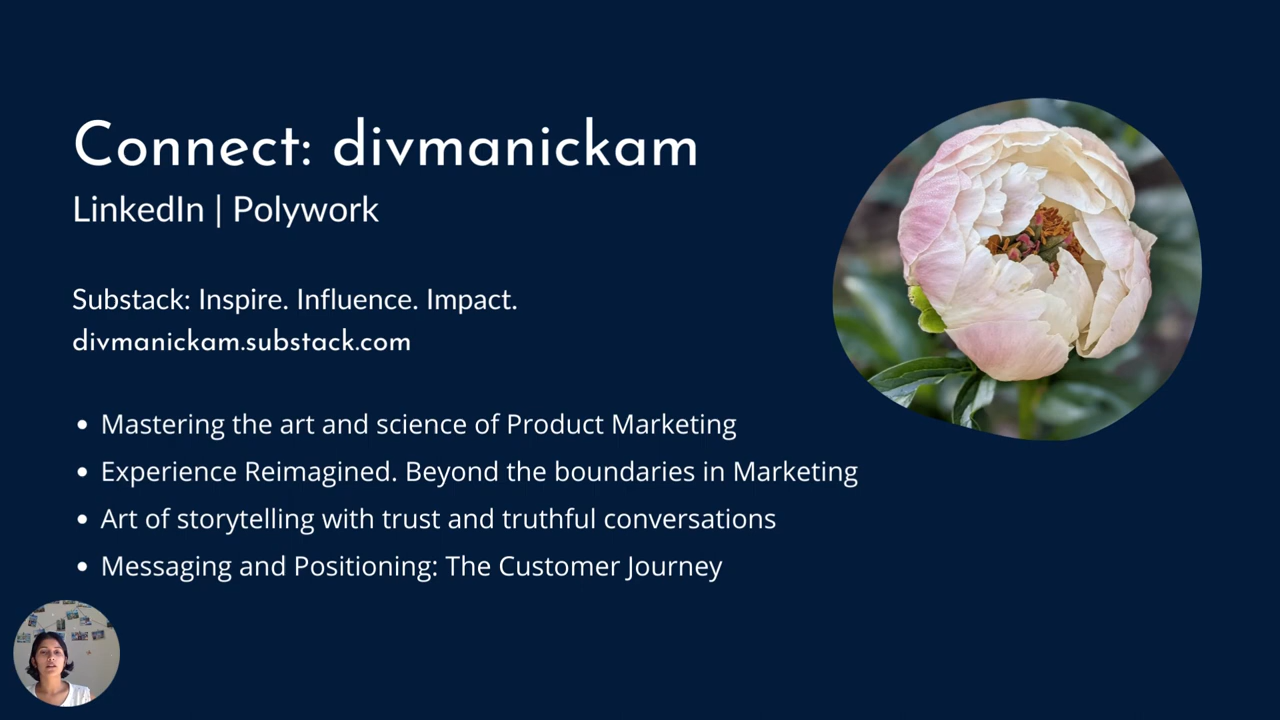 Connect: divmanickam
LinkedIn | Polywork
Substack: Inspire. Influence. Impact.
divmanickam.substack.com
• Mastering the art and science of Product Marketing
• Experience Reimagined. Beyond the boundaries in Marketing
• Art of storytelling with trust and truthful conversations
• Messaging and Positioning: The Customer Journey